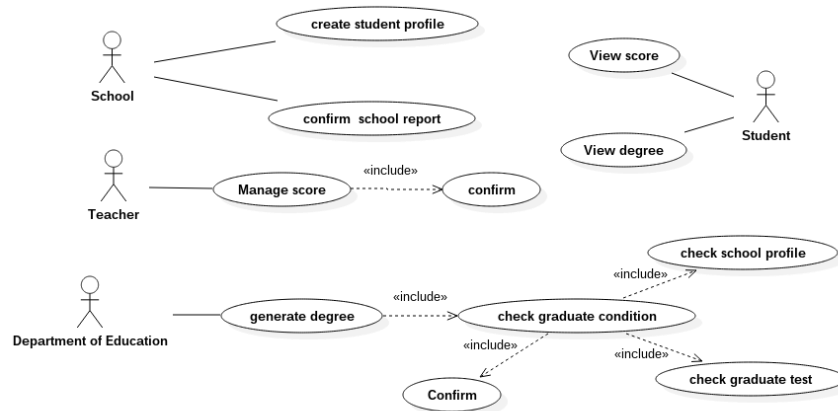 create student profile
School
View score
confirm  school report
Student
View degree
«include»
Manage score
confirm
Teacher
check school profile
«include»
«include»
generate degree
check graduate condition
Department of Education
«include»
«include»
check graduate test
Confirm